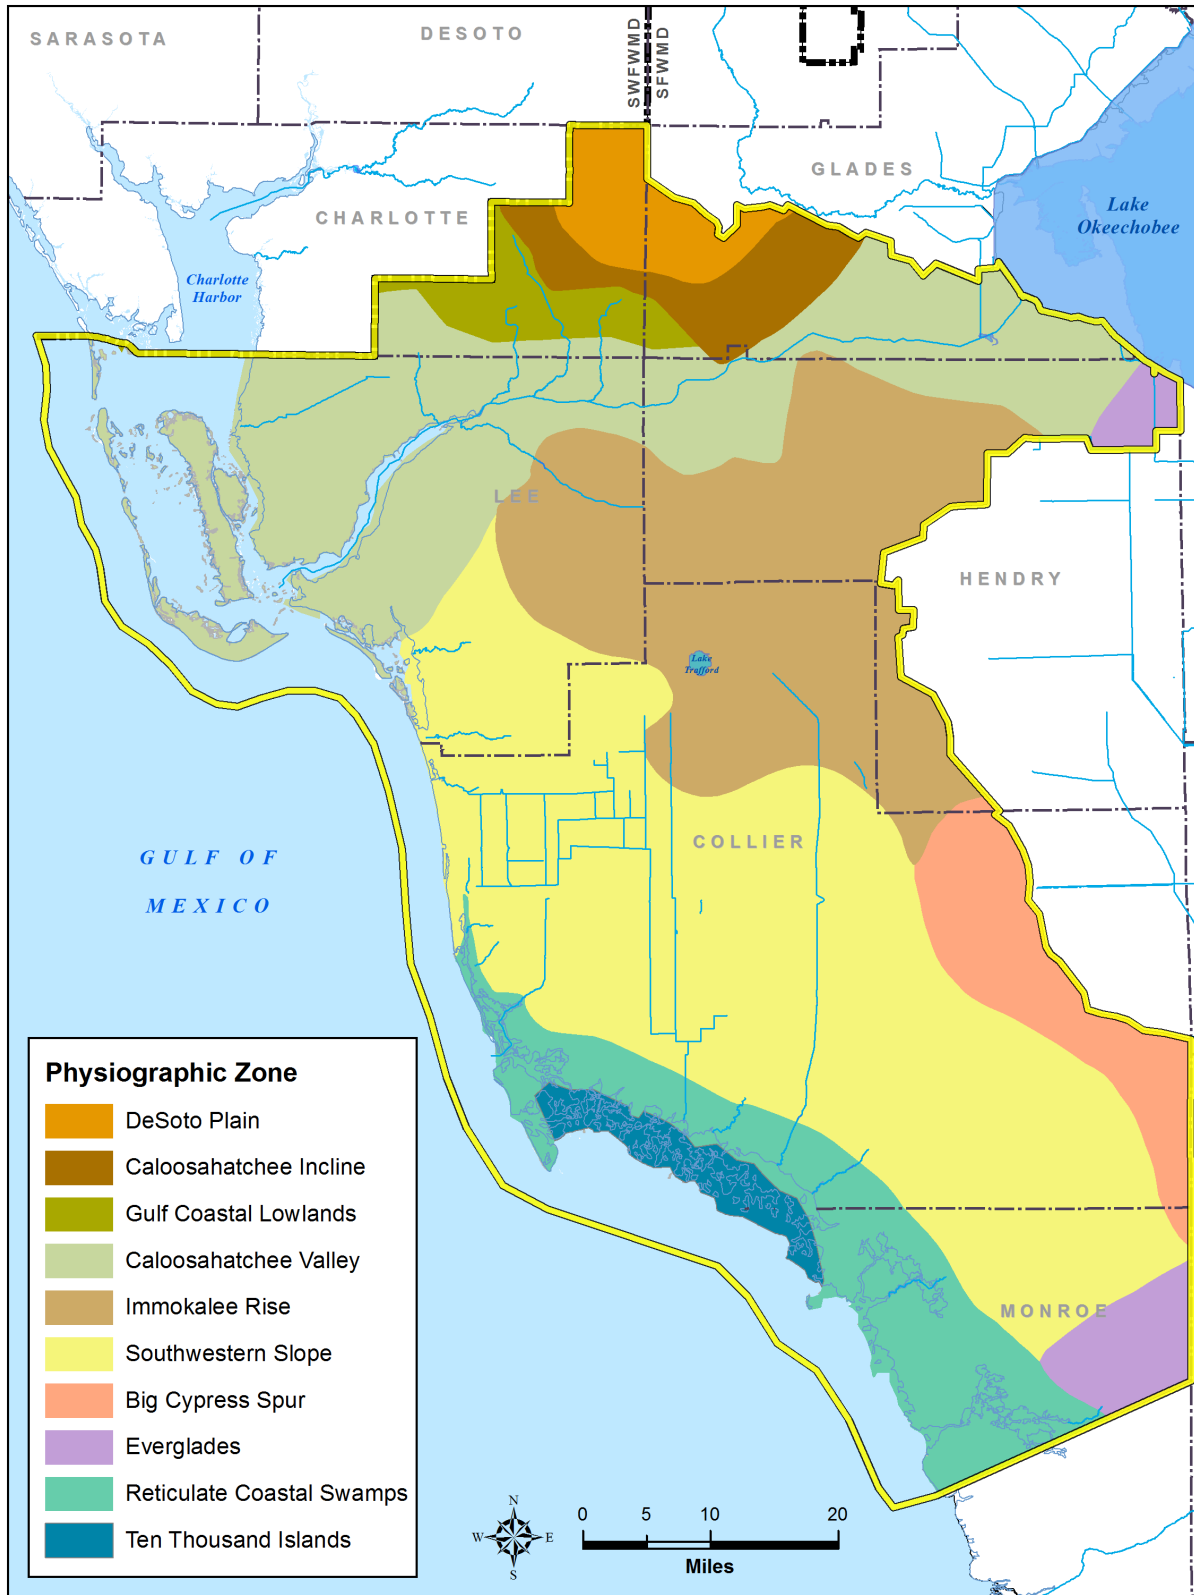 SARASOTA
DESOTO
SWFWMD
SFWMD
GLADES
CHARLOTTE
Lake
Okeechobee
Charlotte
Harbor
LEE
HENDRY
Lake
Trafford
COLLIER
GULF OF
MEXICO
MONROE
Physiographic Zone
DeSoto Plain
Caloosahatchee Incline
Gulf Coastal Lowlands
Caloosahatchee Valley
Immokalee Rise
Southwestern Slope
Big Cypress Spur
Everglades
Reticulate Coastal Swamps
Ten Thousand Islands
N
W E
S
0 5 10 20
Miles